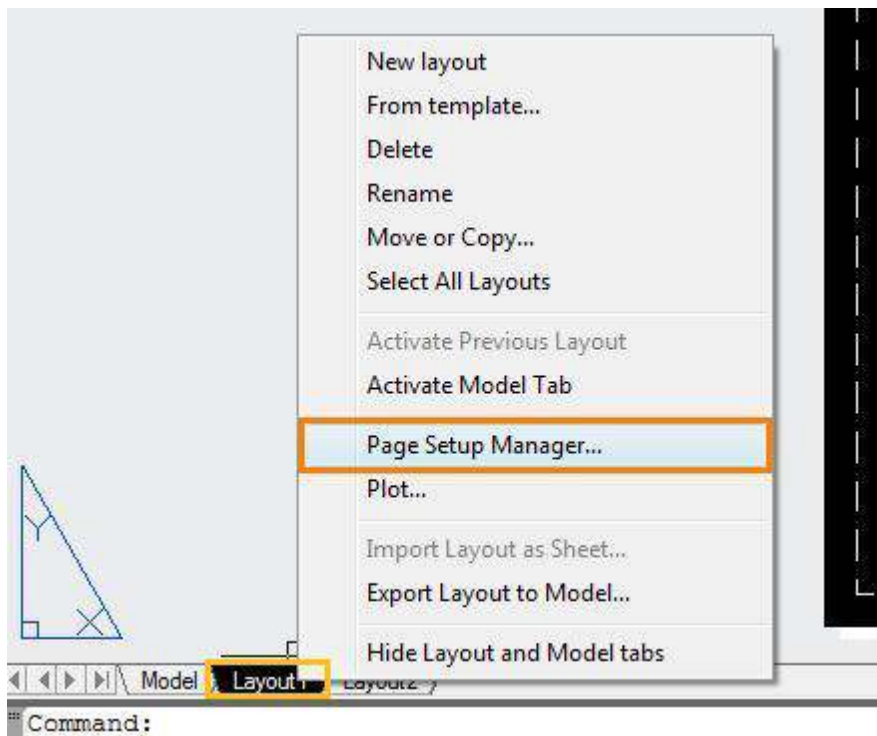 New layout
From template...
Delete
Rename
Move or Copy...
Select All Layouts
Activate Previous Layout
Activate Model Tab
Page Setup Manager...
Plot...
Import Layout as Sheet...
Export Layout to Model...
Hide Layout and Model tabs
Y
X
Model Layout1 Layout2
Command: